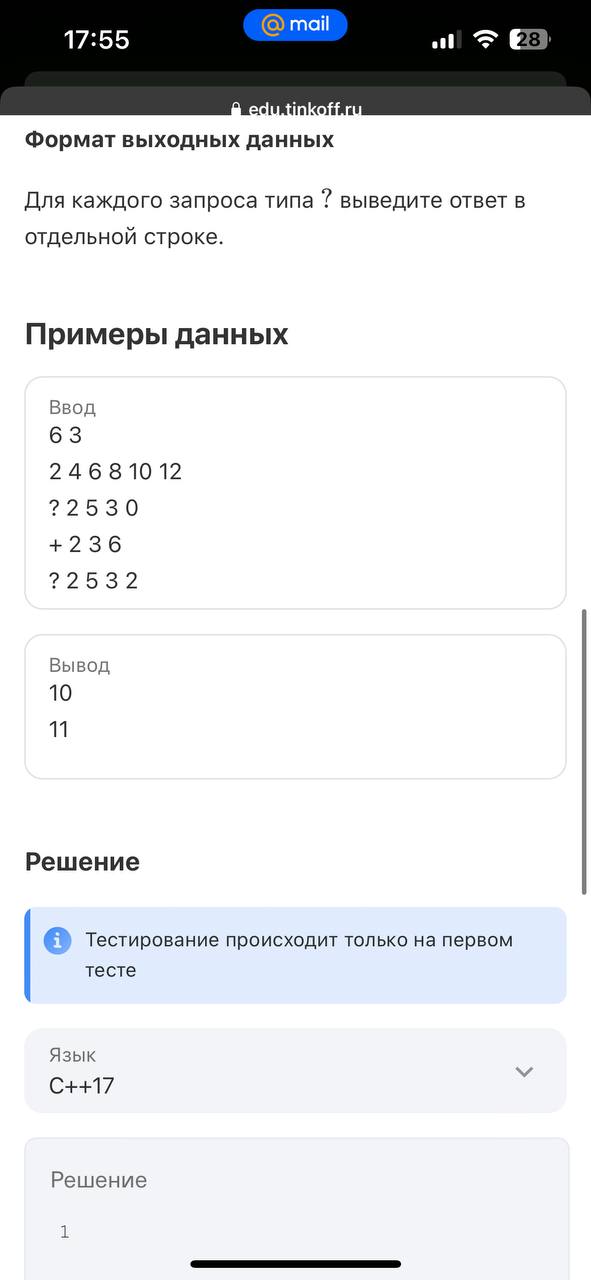 17:55
@mail
28
edu.tinkoff.ru
Формат выходных данных
Для каждого запроса типа ? выведите ответ в
отдельной строке.
Примеры данных
Ввод
6 3
2 4 6 8 10 12
? 2 5 3 0
+ 2 3 6
? 2 5 3 2
Вывод
10
11
Решение
i Тестирование происходит только на первом
тесте
Язык
C++17
Решение
1